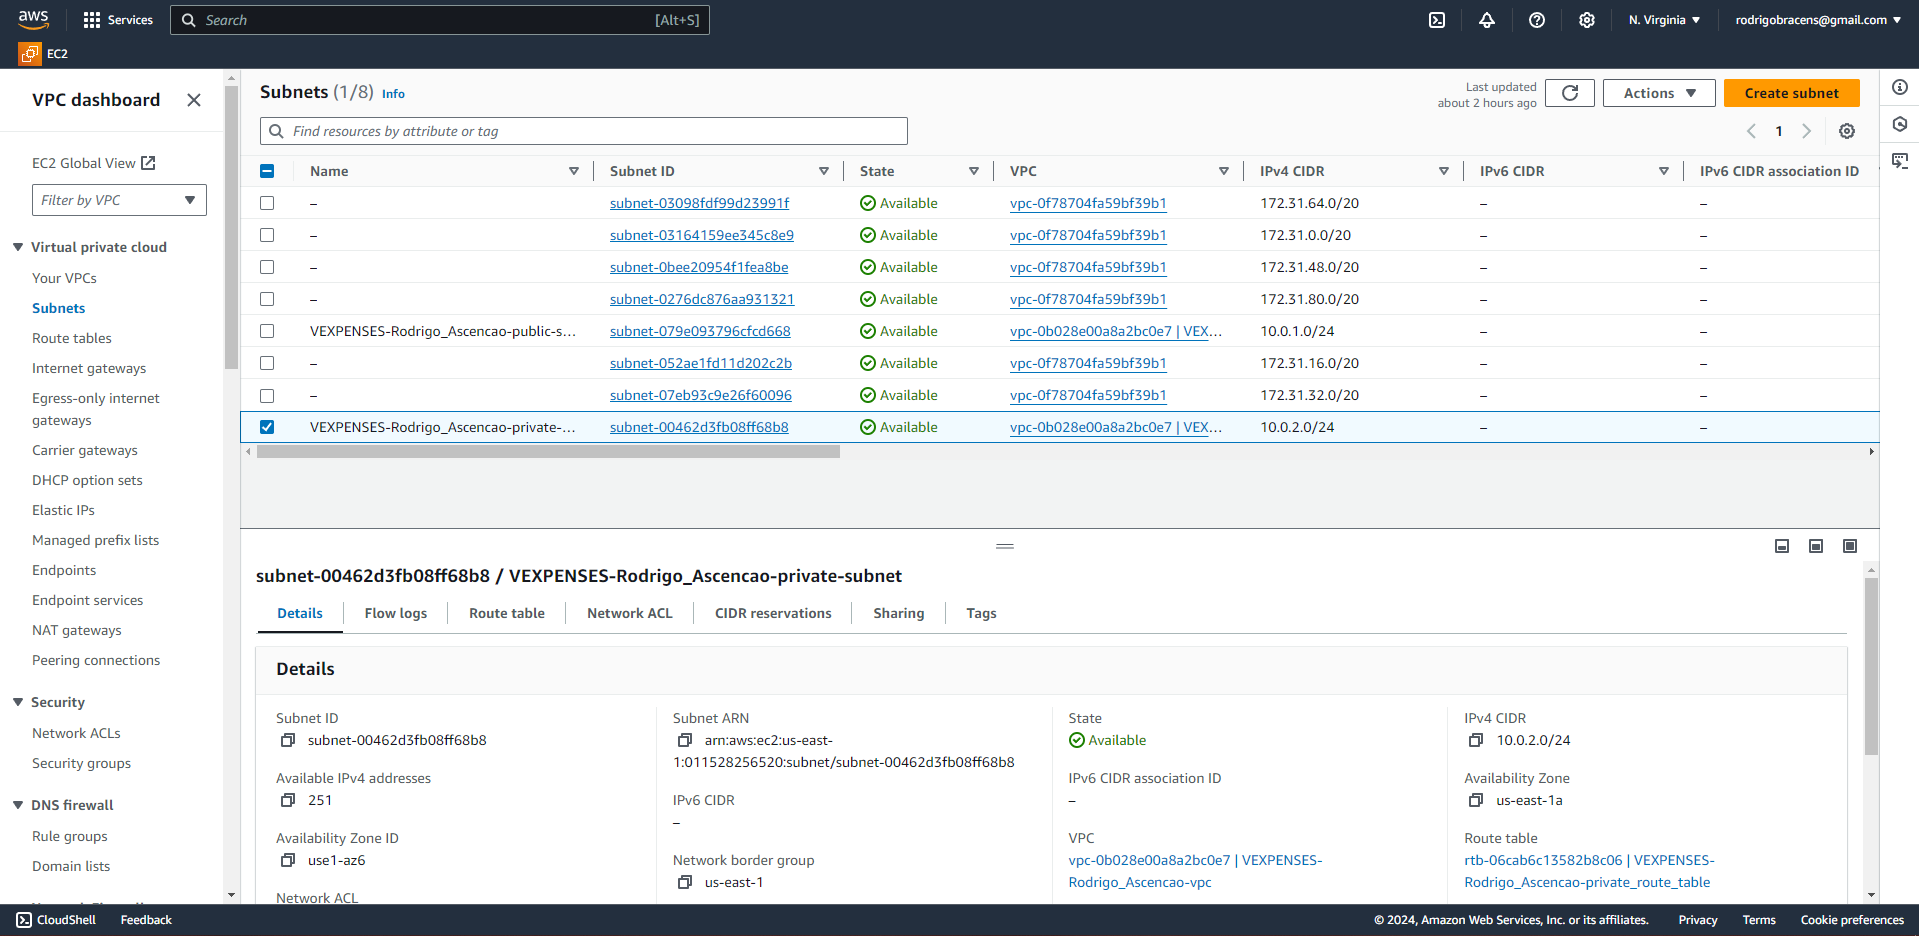 aws
Services
Search [Alt+S]
N. Virginia
rodrigobracens@gmail.com
EC2
VPC dashboard
EC2 Global View
Filter by VPC
Virtual private cloud
Your VPCs
Subnets
Route tables
Internet gateways
Egress-only internet
gateways
Carrier gateways
DHCP option sets
Elastic IPs
Managed prefix lists
Endpoints
Endpoint services
NAT gateways
Peering connections
Security
Network ACLs
Security groups
DNS firewall
Rule groups
Domain lists
Subnets (1/8) Info
Last updated
about 2 hours ago
Actions
Create subnet
Find resources by attribute or tag
1
Name Subnet ID State VPC IPv4 CIDR IPv6 CIDR IPv6 CIDR association ID
– subnet-03098fdf99d23991f Available vpc-0f78704fa59bf39b1 172.31.64.0/20 – –
– subnet-03164159ee345c8e9 Available vpc-0f78704fa59bf39b1 172.31.0.0/20 – –
– subnet-0bee20954f1fea8be Available vpc-0f78704fa59bf39b1 172.31.48.0/20 – –
– subnet-0276dc876aa931321 Available vpc-0f78704fa59bf39b1 172.31.80.0/20 – –
VEXPENSES-Rodrigo_Ascencao-public-s... subnet-079e093796cfcd668 Available vpc-0b028e00a8a2bc0e7 | VEX... 10.0.1.0/24 – –
– subnet-052ae1fd11d202c2b Available vpc-0f78704fa59bf39b1 172.31.16.0/20 – –
– subnet-07eb93c9e26f60096 Available vpc-0f78704fa59bf39b1 172.31.32.0/20 – –
VEXPENSES-Rodrigo_Ascencao-private-... subnet-00462d3fb08ff68b8 Available vpc-0b028e00a8a2bc0e7 | VEX... 10.0.2.0/24 – –
subnet-00462d3fb08ff68b8 / VEXPENSES-Rodrigo_Ascencao-private-subnet
Details Flow logs Route table Network ACL CIDR reservations Sharing Tags
Details
Subnet ID
subnet-00462d3fb08ff68b8
Available IPv4 addresses
251
Availability Zone ID
use1-az6
Network ACL
Subnet ARN
arn:aws:ec2:us-east-
1:011528256520:subnet/subnet-00462d3fb08ff68b8
IPv6 CIDR
–
Network border group
us-east-1
State
Available
IPv6 CIDR association ID
–
VPC
vpc-0b028e00a8a2bc0e7 | VEXPENSES-
Rodrigo_Ascencao-vpc
IPv4 CIDR
10.0.2.0/24
Availability Zone
us-east-1a
Route table
rtb-06cab6c13582b8c06 | VEXPENSES-
Rodrigo_Ascencao-private_route_table
CloudShell Feedback
© 2024, Amazon Web Services, Inc. or its affiliates. Privacy Terms Cookie preferences